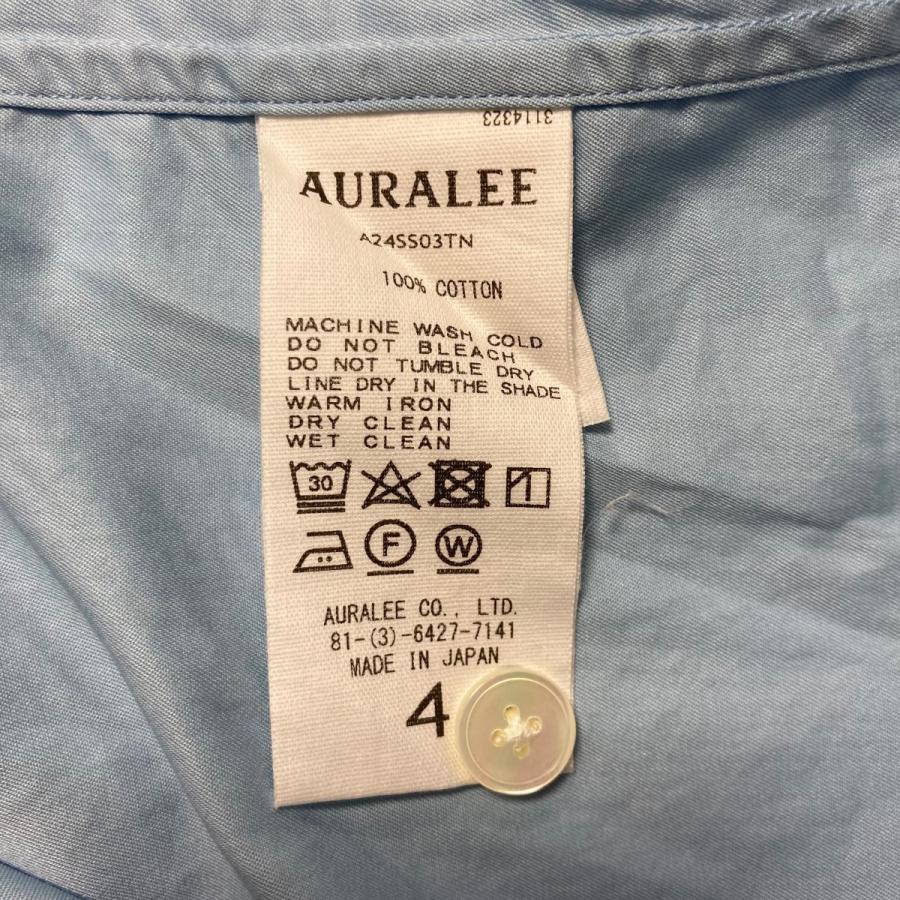 3114323
AURALEE
A24SS03TN
100% COTTON
MACHINE WASH COLD
DO NOT BLEACH
DO NOT TUMBLE DRY
LINE DRY IN THE SHADE
WARM IRON
DRY CLEAN
WET CLEAN
30
F W
AURALEE CO., LTD.
81-(3)-6427-7141
MADE IN JAPAN
4